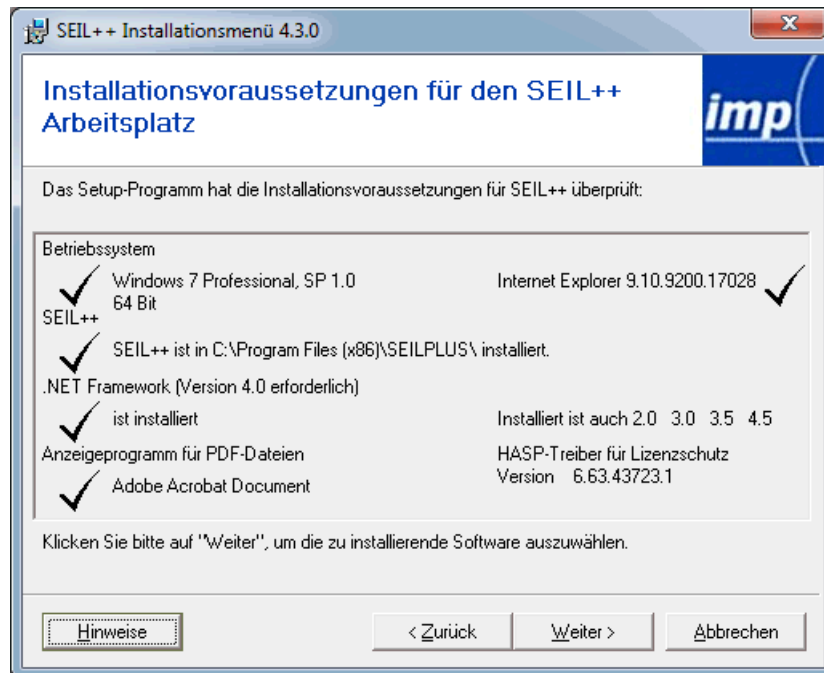 SEIL++ Installationsmenü 4.3.0
Installationsvoraussetzungen für den SEIL++
Arbeitsplatz
imp
Das Setup-Programm hat die Installationsvoraussetzungen für SEIL++ überprüft:
Betriebssystem
Windows 7 Professional, SP 1.0
64 Bit
Internet Explorer 9.10.9200.17028
SEIL++
SEIL++ ist in C:\Program Files (x86)\SEILPLUS\ installiert.
.NET Framework (Version 4.0 erforderlich)
ist installiert
Installiert ist auch 2.0 3.0 3.5 4.5
Anzeigeprogramm für PDF-Dateien
Adobe Acrobat Document
HASP-Treiber für Lizenzschutz
Version 6.63.43723.1
Klicken Sie bitte auf "Weiter", um die zu installierende Software auszuwählen.
Hinweise
< Zurück
Weiter >
Abbrechen